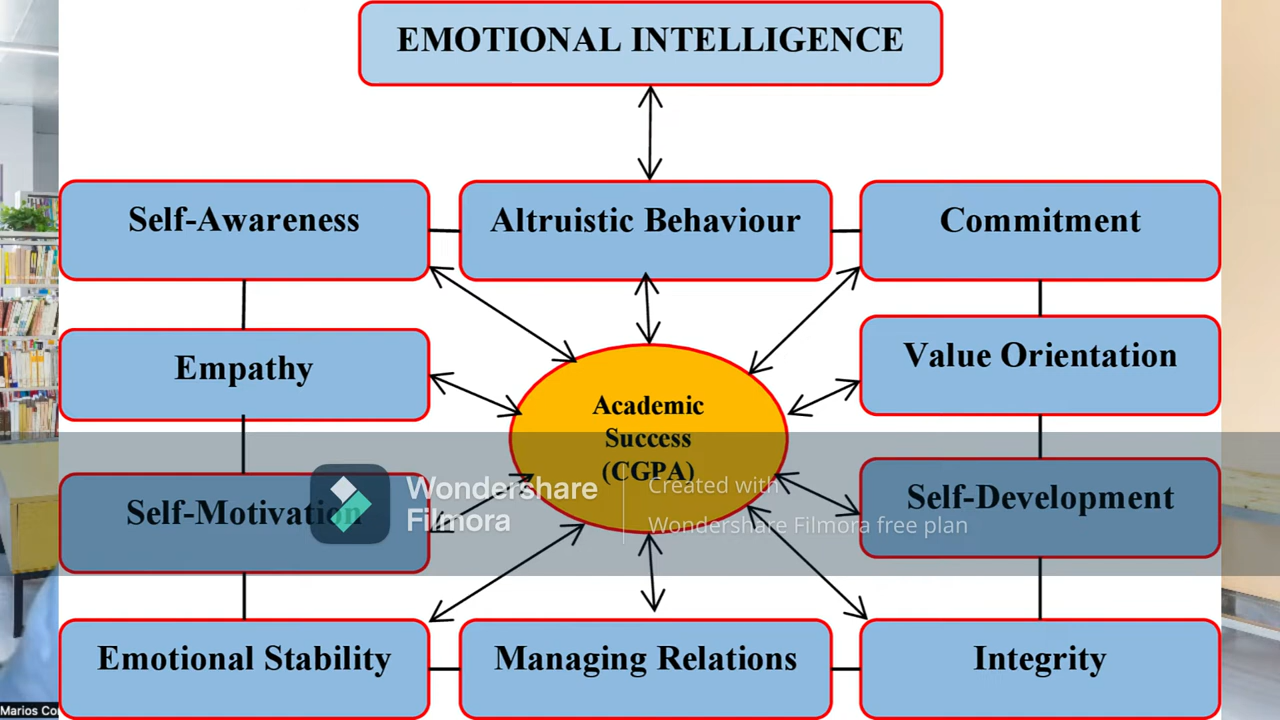 EMOTIONAL INTELLIGENCE
Self-Awareness
Altruistic Behaviour
Commitment
Empathy
Value Orientation
Academic
Success
(CGPA)
Self-Motivation
Self-Development
Wondershare
Filmora
Created with
Wondershare Filmora free plan
Emotional Stability
Managing Relations
Integrity
Marios